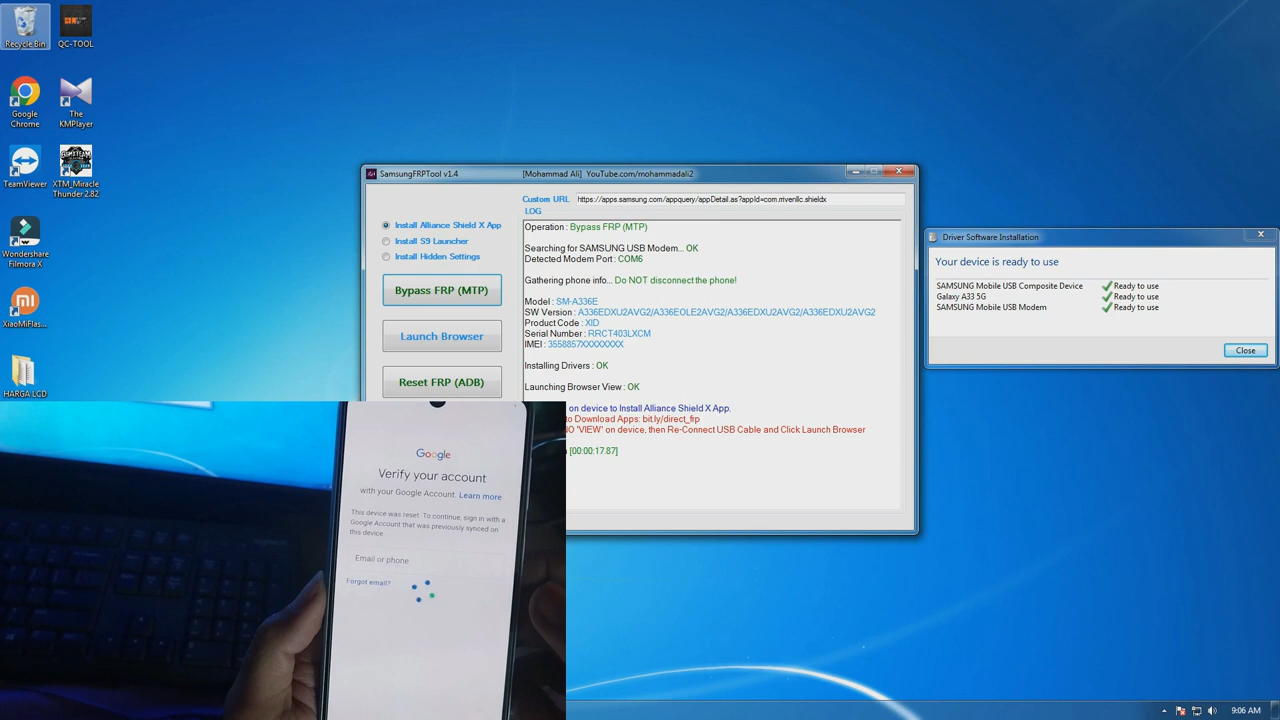 Recycle Bin
QC-TOOL
Google
Chrome
The
KMPlayer
TeamViewer
XTM_Miracle
Thunder 2.82
Wondershare
Filmora X
XiaoMiFlas...
HARGA LCD
SamsungFRPTool v1.4
[Mohammad Ali] YouTube.com/mohammadali2
Custom URL
https://apps.samsung.com/appquery/appDetail.as?appId=com.rrivenllc.shieldx
LOG
Install Alliance Shield X App
Install S9 Launcher
Install Hidden Settings
Bypass FRP (MTP)
Launch Browser
Reset FRP (ADB)
Operation : Bypass FRP (MTP)
Searching for SAMSUNG USB Modem... OK
Detected Modem Port : COM6
Gathering phone info... Do NOT disconnect the phone!
Model : SM-A336E
SW Version : A336EDXU2AVG2/A336EOLE2AVG2/A336EDXU2AVG2/A336EDXU2AVG2
Product Code : XID
Serial Number : RRCT403LXCM
IMEI : 3558857XXXXXXXX
Installing Drivers : OK
Launching Browser View : OK
on device to Install Alliance Shield X App.
to Download Apps: bit.ly/direct_frp
NO 'VIEW' on device, then Re-Connect USB Cable and Click Launch Browser
[00:00:17.87]
Driver Software Installation
Your device is ready to use
SAMSUNG Mobile USB Composite Device Ready to use
Galaxy A33 5G Ready to use
SAMSUNG Mobile USB Modem Ready to use
Close
Google
Verify your account
with your Google Account. Learn more
This device was reset. To continue, sign in with a
Google Account that was previously synced on
this device.
Email or phone
Forgot email?
9:06 AM